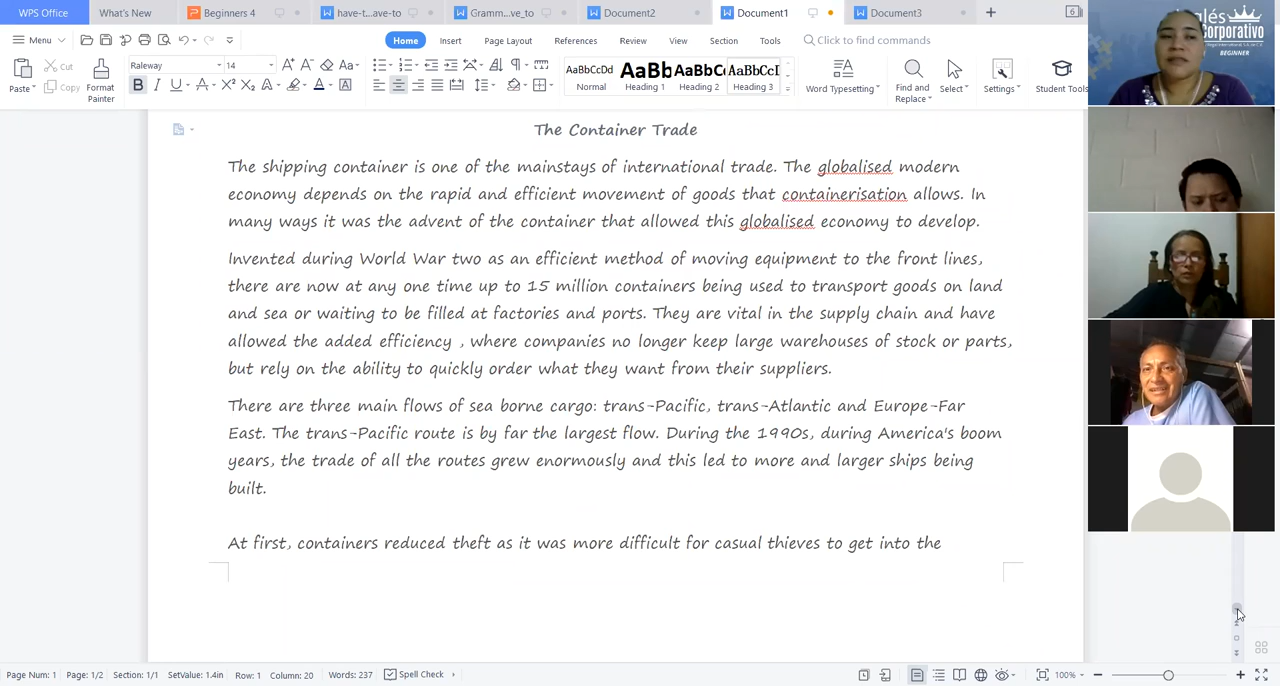 WPS Office What's New Beginners 4 have-t...ave-to Gramm...ve_to Document2 Document1 Document3 6
Menu Home Insert Page Layout References Review View Section Tools Click to find commands
Raleway 14
Paste Cut Copy Format Painter
AaBbCcDd AaBb AaBbCc AaBbCcI
Normal Heading 1 Heading 2 Heading 3
Word Typesetting Find and Replace Select Settings Student Tools
Inglés
Corporativo
BEGINNER
The Container Trade
The shipping container is one of the mainstays of international trade. The globalised modern
economy depends on the rapid and efficient movement of goods that containerisation allows. In
many ways it was the advent of the container that allowed this globalised economy to develop.
Invented during World War two as an efficient method of moving equipment to the front lines,
there are now at any one time up to 15 million containers being used to transport goods on land
and sea or waiting to be filled at factories and ports. They are vital in the supply chain and have
allowed the added efficiency , where companies no longer keep large warehouses of stock or parts,
but rely on the ability to quickly order what they want from their suppliers.
There are three main flows of sea borne cargo: trans-Pacific, trans-Atlantic and Europe-Far
East. The trans-Pacific route is by far the largest flow. During the 1990s, during America's boom
years, the trade of all the routes grew enormously and this led to more and larger ships being
built.
At first, containers reduced theft as it was more difficult for casual thieves to get into the
Page Num: 1 Page: 1/2 Section: 1/1 SetValue: 1.4in Row: 1 Column: 20 Words: 237 Spell Check 100%